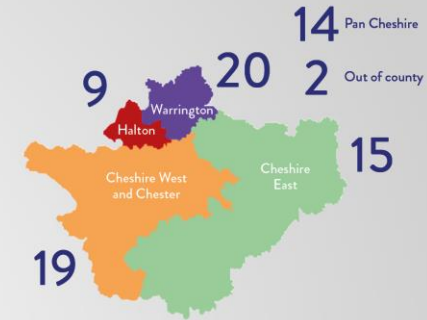 14 Pan Cheshire
20
2 Out of county
9
Warrington
Halton
15
Cheshire
East
Cheshire West
and Chester
19